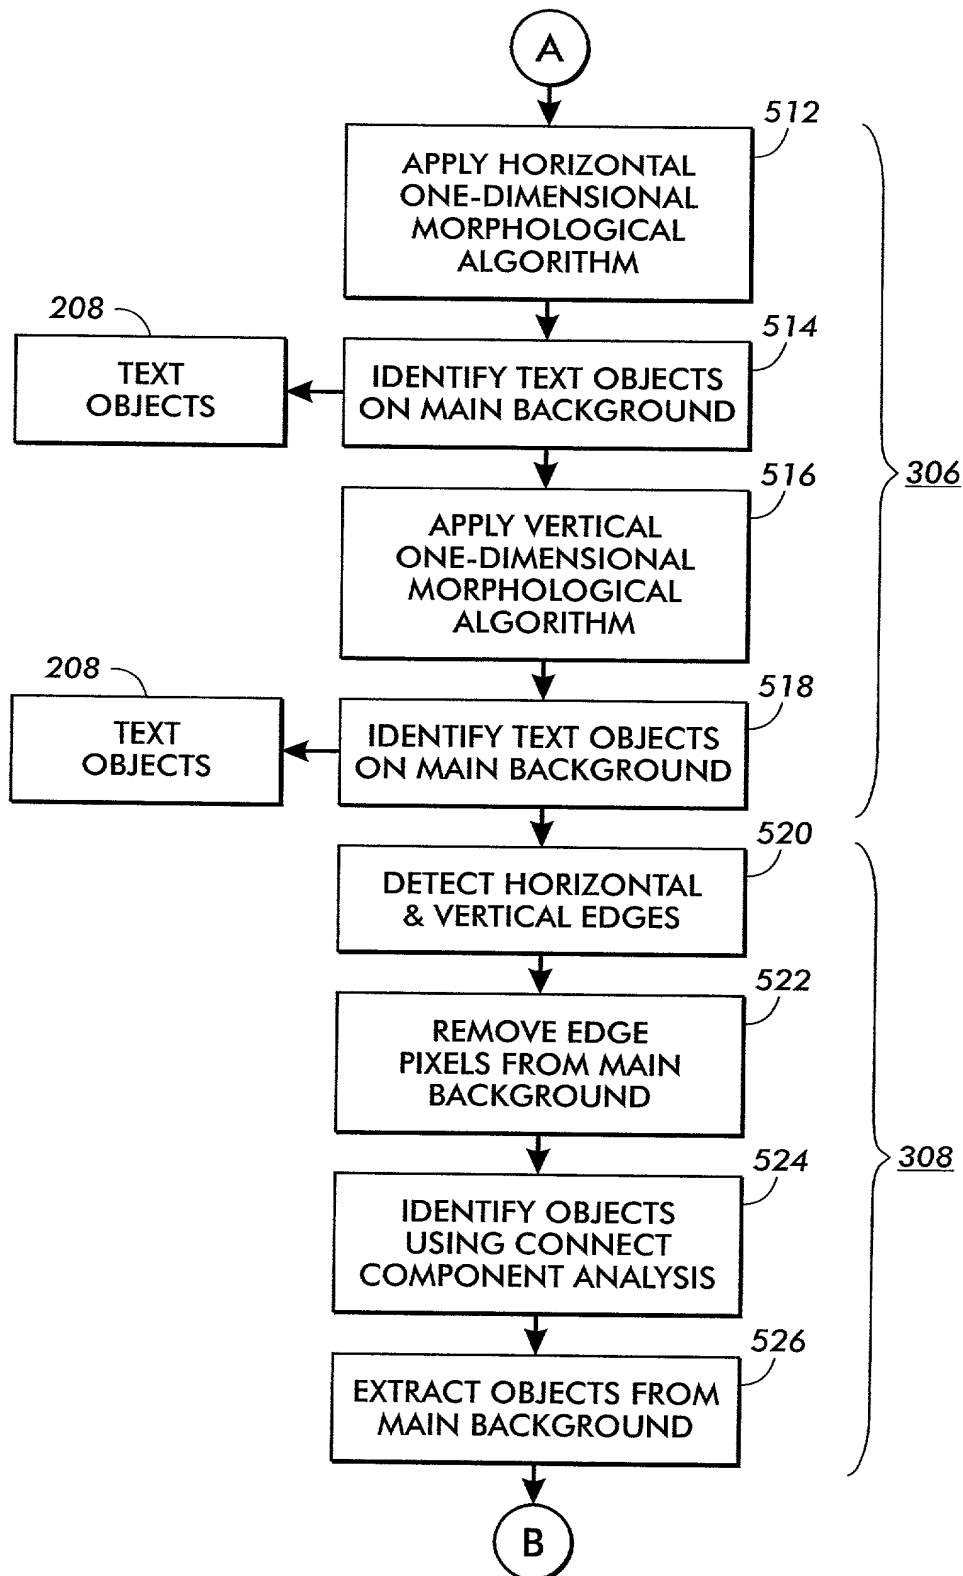 A
512
APPLY HORIZONTAL
ONE-DIMENSIONAL
MORPHOLOGICAL
ALGORITHM
208
TEXT
OBJECTS
514
IDENTIFY TEXT OBJECTS
ON MAIN BACKGROUND
306
516
APPLY VERTICAL
ONE-DIMENSIONAL
MORPHOLOGICAL
ALGORITHM
208
TEXT
OBJECTS
518
IDENTIFY TEXT OBJECTS
ON MAIN BACKGROUND
520
DETECT HORIZONTAL
& VERTICAL EDGES
522
REMOVE EDGE
PIXELS FROM MAIN
BACKGROUND
308
524
IDENTIFY OBJECTS
USING CONNECT
COMPONENT ANALYSIS
526
EXTRACT OBJECTS FROM
MAIN BACKGROUND
B